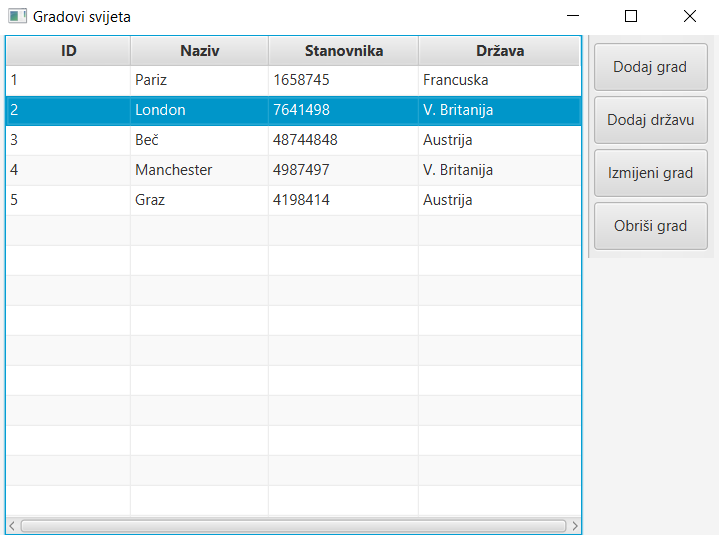 Gradovi svijeta
ID Naziv Stanovnika Država
1 Pariz 1658745 Francuska
2 London 7641498 V. Britanija
3 Beč 48744848 Austrija
4 Manchester 4987497 V. Britanija
5 Graz 4198414 Austrija
Dodaj grad
Dodaj državu
Izmijeni grad
Obriši grad